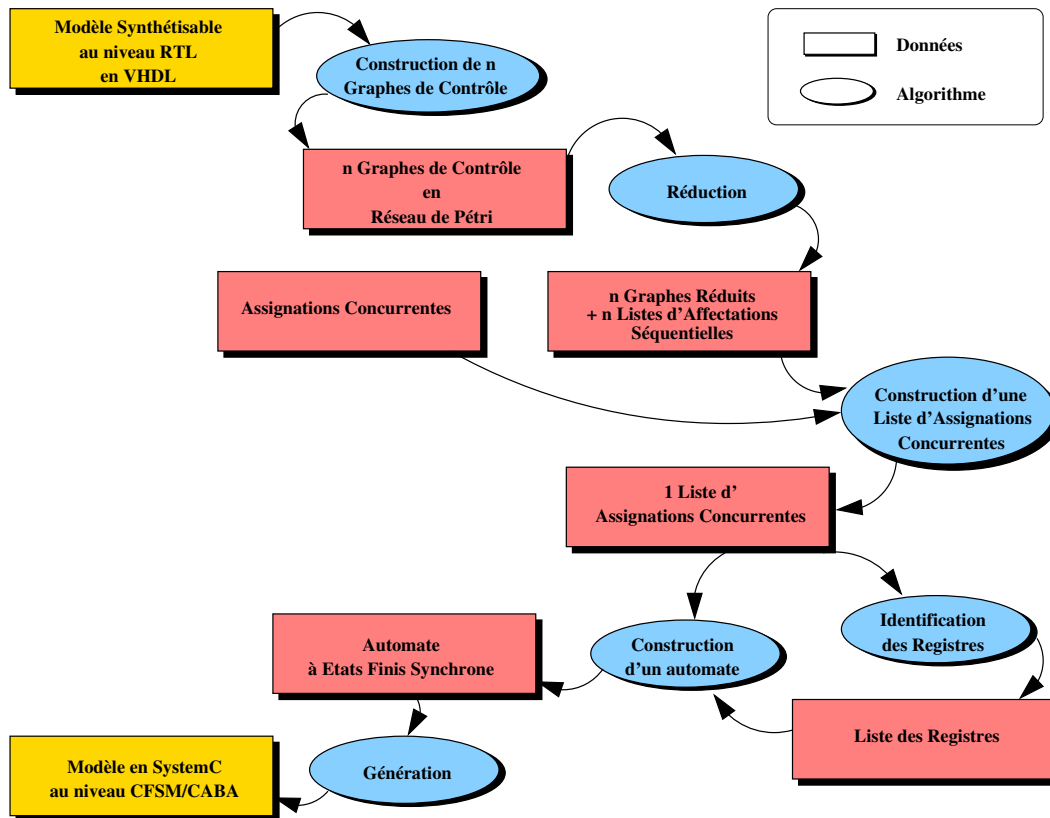 Modèle Synthétisable
au niveau RTL
en VHDL
Construction de n
Graphes de Contrôle
Données
Algorithme
n Graphes de Contrôle
en
Réseau de Pétri
Réduction
Assignations Concurrentes
n Graphes Réduits
+ n Listes d'Affectations
Séquentielles
Construction d'une
Liste d'Assignations
Concurrentes
1 Liste d'
Assignations Concurrentes
Identification
des Registres
Construction
d'un automate
Automate
à Etats Finis Synchrone
Liste des Registres
Génération
Modèle en SystemC
au niveau CFSM/CABA